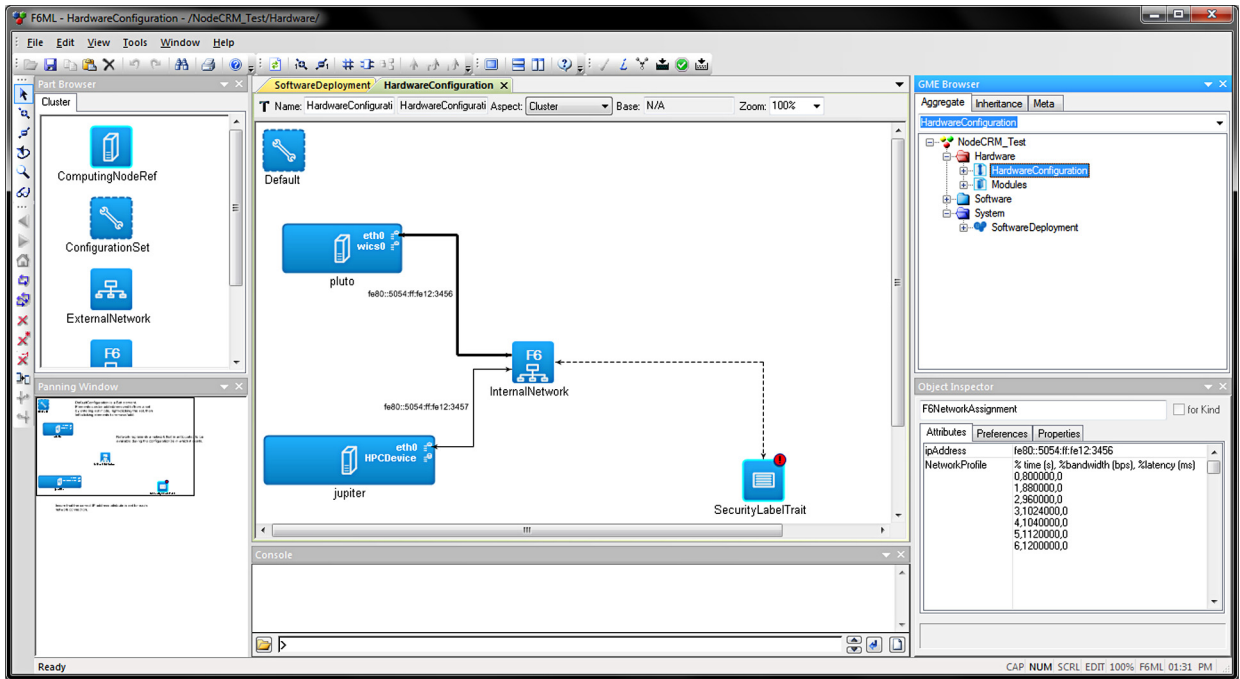 F6ML - HardwareConfiguration - /NodeCRM_Test/Hardware/
File Edit View Tools Window Help
Part Browser
Cluster
ComputingNodeRef
ConfigurationSet
ExternalNetwork
F6
Panning Window
SoftwareDeployment HardwareConfiguration X
T Name: HardwareConfigurati HardwareConfigurati Aspect: Cluster Base: N/A Zoom: 100%
Default
eth0
wics0
pluto
fe80::5054:ff:fe12:3456
F6
InternalNetwork
fe80::5054:ff:fe12:3457
eth0
HPCDevice
jupiter
SecurityLabelTrait
Console
GME Browser
Aggregate Inheritance Meta
HardwareConfiguration
NodeCRM_Test
Hardware
HardwareConfiguration
Modules
Software
System
SoftwareDeployment
Object Inspector
F6NetworkAssignment for Kind
Attributes Preferences Properties
ipAddress fe80::5054:ff:fe12:3456
NetworkProfile % time (s), %bandwidth (bps), %latency (ms)
0,800000,0
1,880000,0
2,960000,0
3,1024000,0
4,1040000,0
5,1120000,0
6,1200000,0
Ready
CAP NUM SCRL EDIT 100% F6ML 01:31 PM